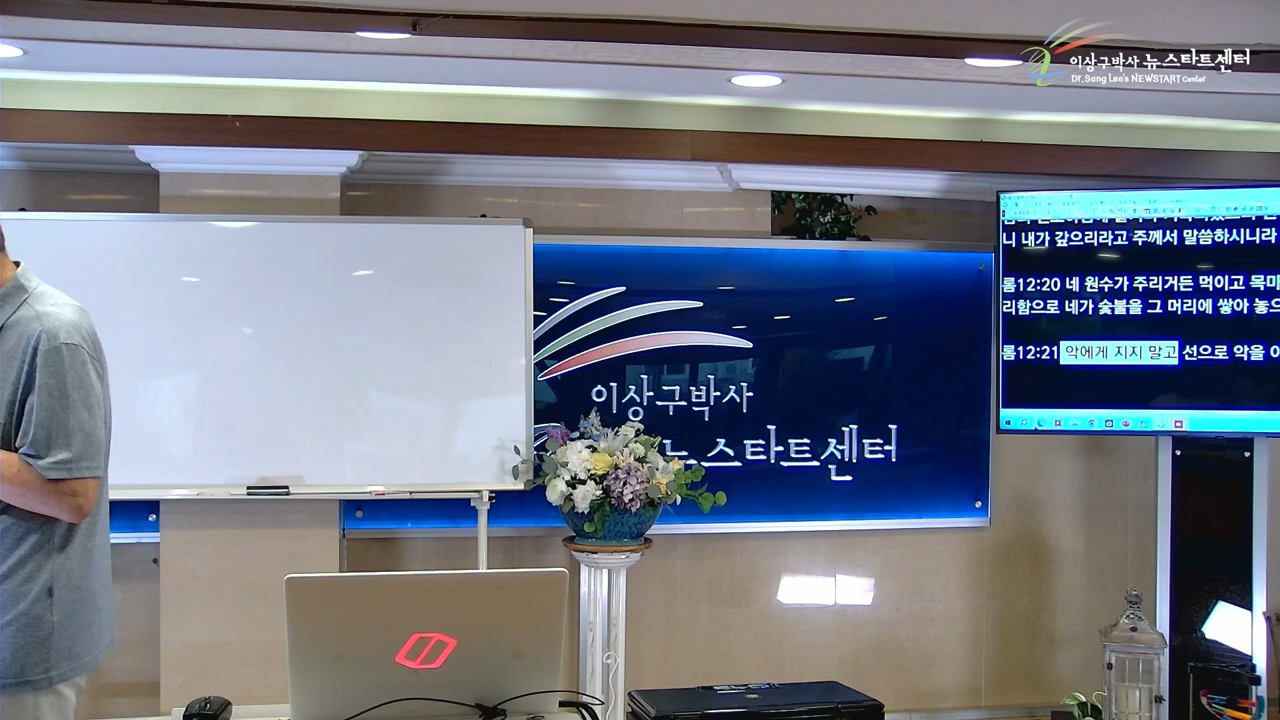 이상구박사 뉴스타트센터
Dr. Sang Lee's NEWSTART Center
니 내가 갚으리라고 주께서 말씀하시니라
롬12:20 네 원수가 주리거든 먹이고 목마
리함으로 네가 숯불을 그 머리에 쌓아 놓으
롬12:21 악에게 지지 말고 선으로 악을 이
이상구박사
뉴스타트센터